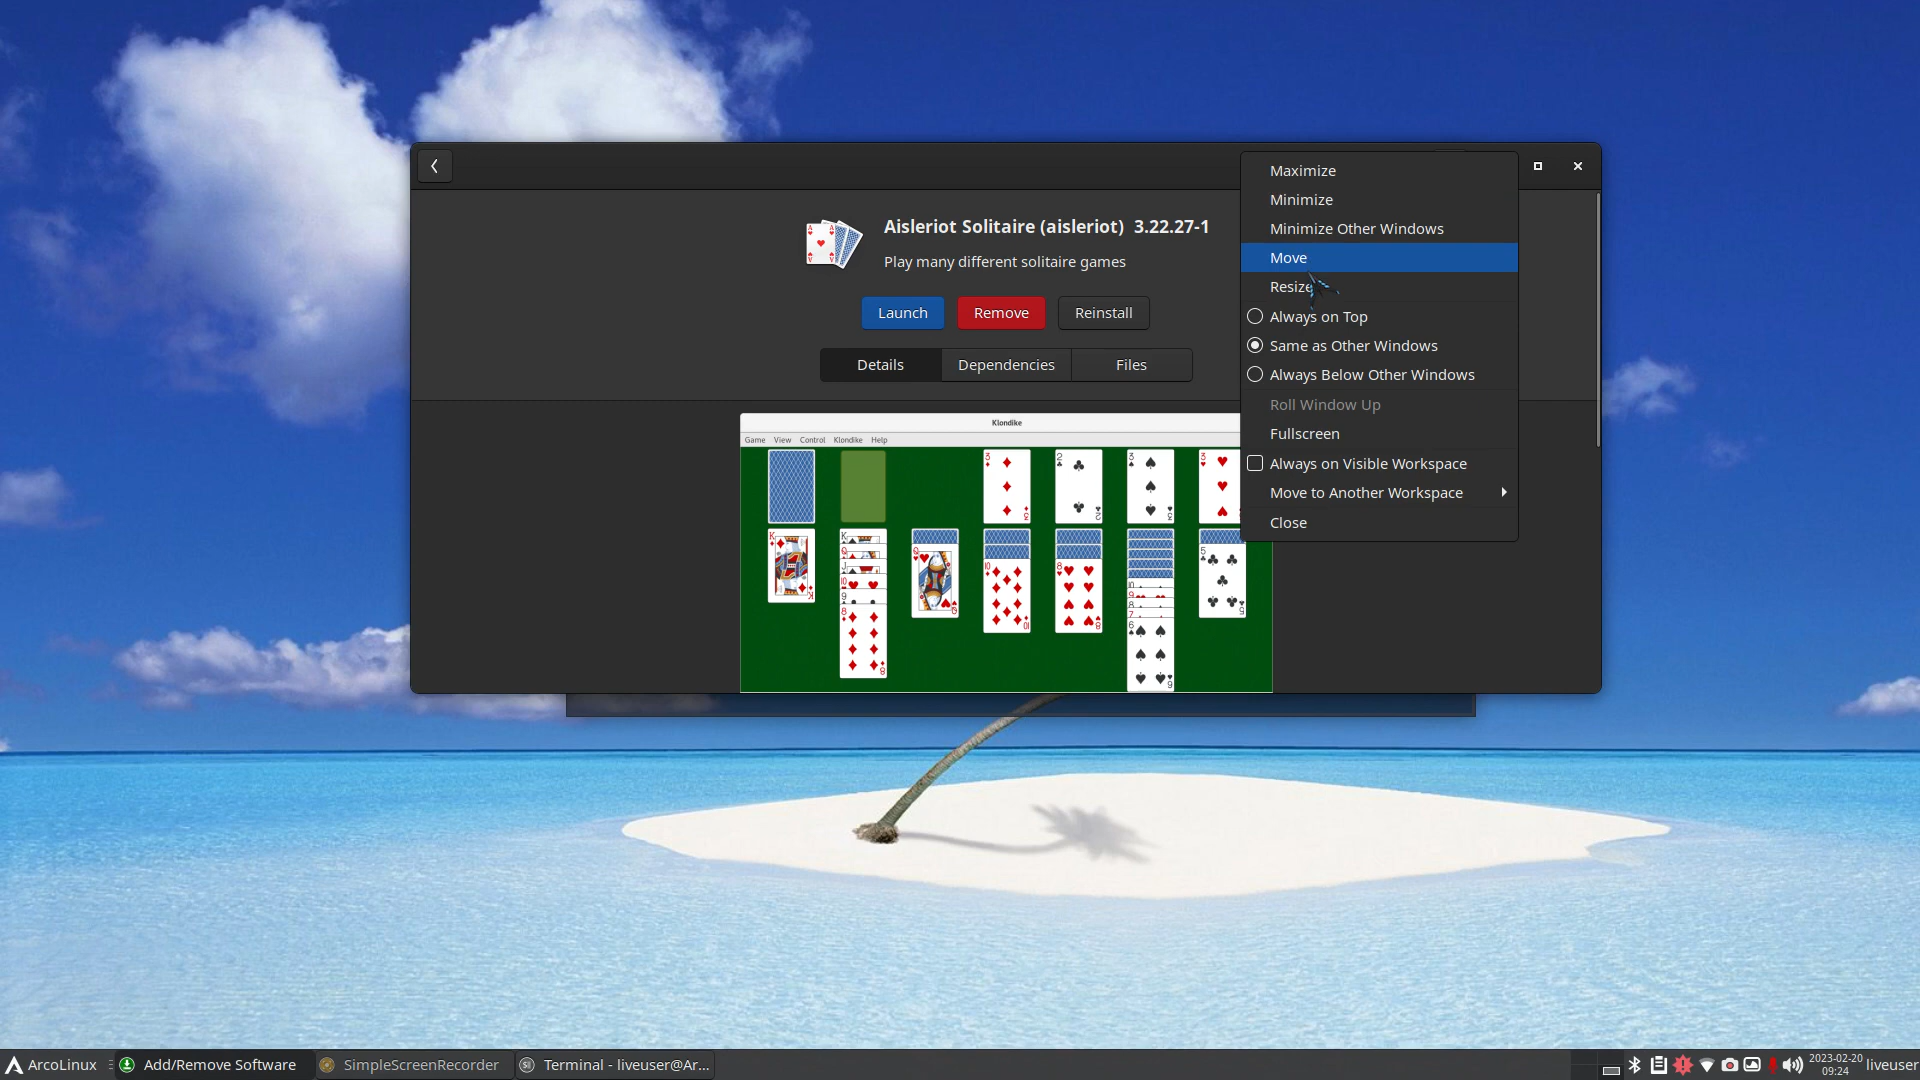 Aisleriot Solitaire (aisleriot) 3.22.27-1
Play many different solitaire games
Launch
Remove
Reinstall
Details
Dependencies
Files
Maximize
Minimize
Minimize Other Windows
Move
Resize
Always on Top
Same as Other Windows
Always Below Other Windows
Roll Window Up
Fullscreen
Always on Visible Workspace
Move to Another Workspace
Close
Klondike
Game View Control Klondike Help
ArcoLinux
Add/Remove Software
SimpleScreenRecorder
Terminal - liveuser@Ar...
2023-02-20
09:24
liveuser